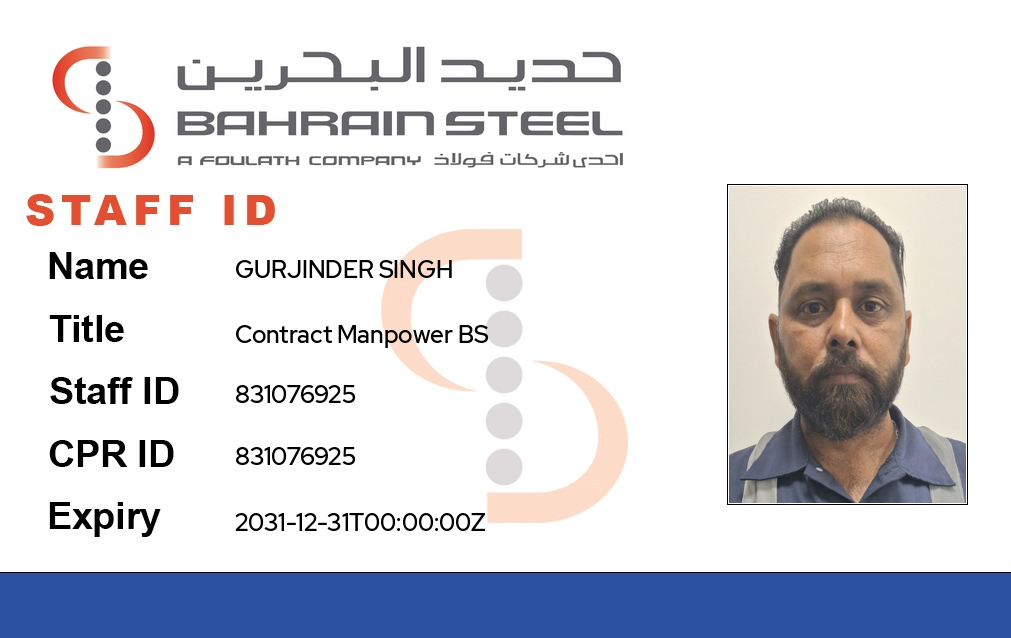 حديد البحرين
BAHRAIN STEEL
A FOULATH COMPANY احدى شركات فولاذ
STAFF ID
Name GURJINDER SINGH
Title Contract Manpower BS
Staff ID 831076925
CPR ID 831076925
Expiry 2031-12-31T00:00:00Z